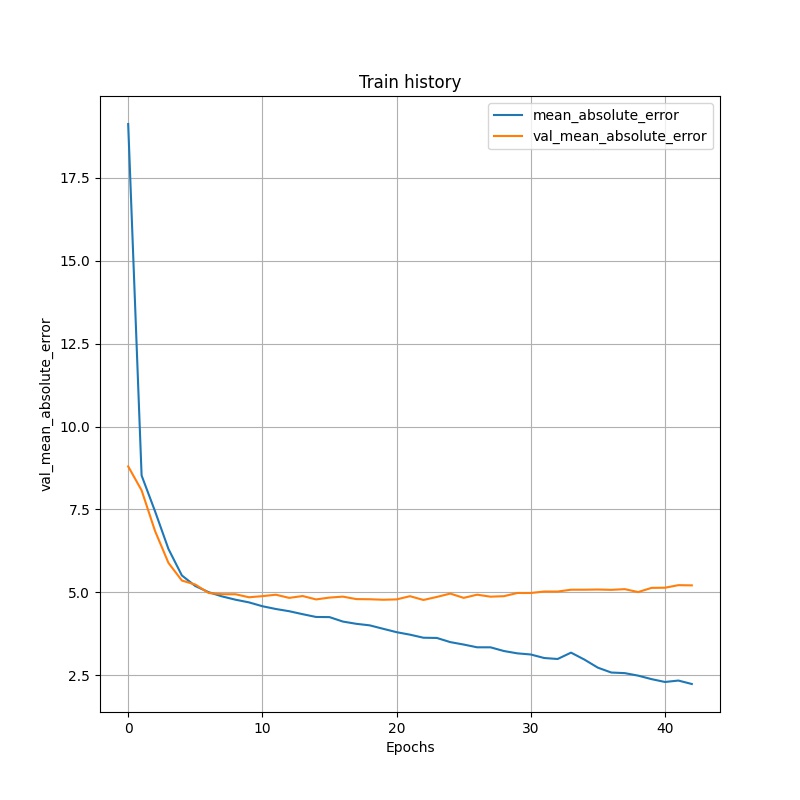 Train history
mean_absolute_error
val_mean_absolute_error
17.5
15.0
12.5
10.0
7.5
5.0
2.5
val_mean_absolute_error
0 10 20 30 40
Epochs